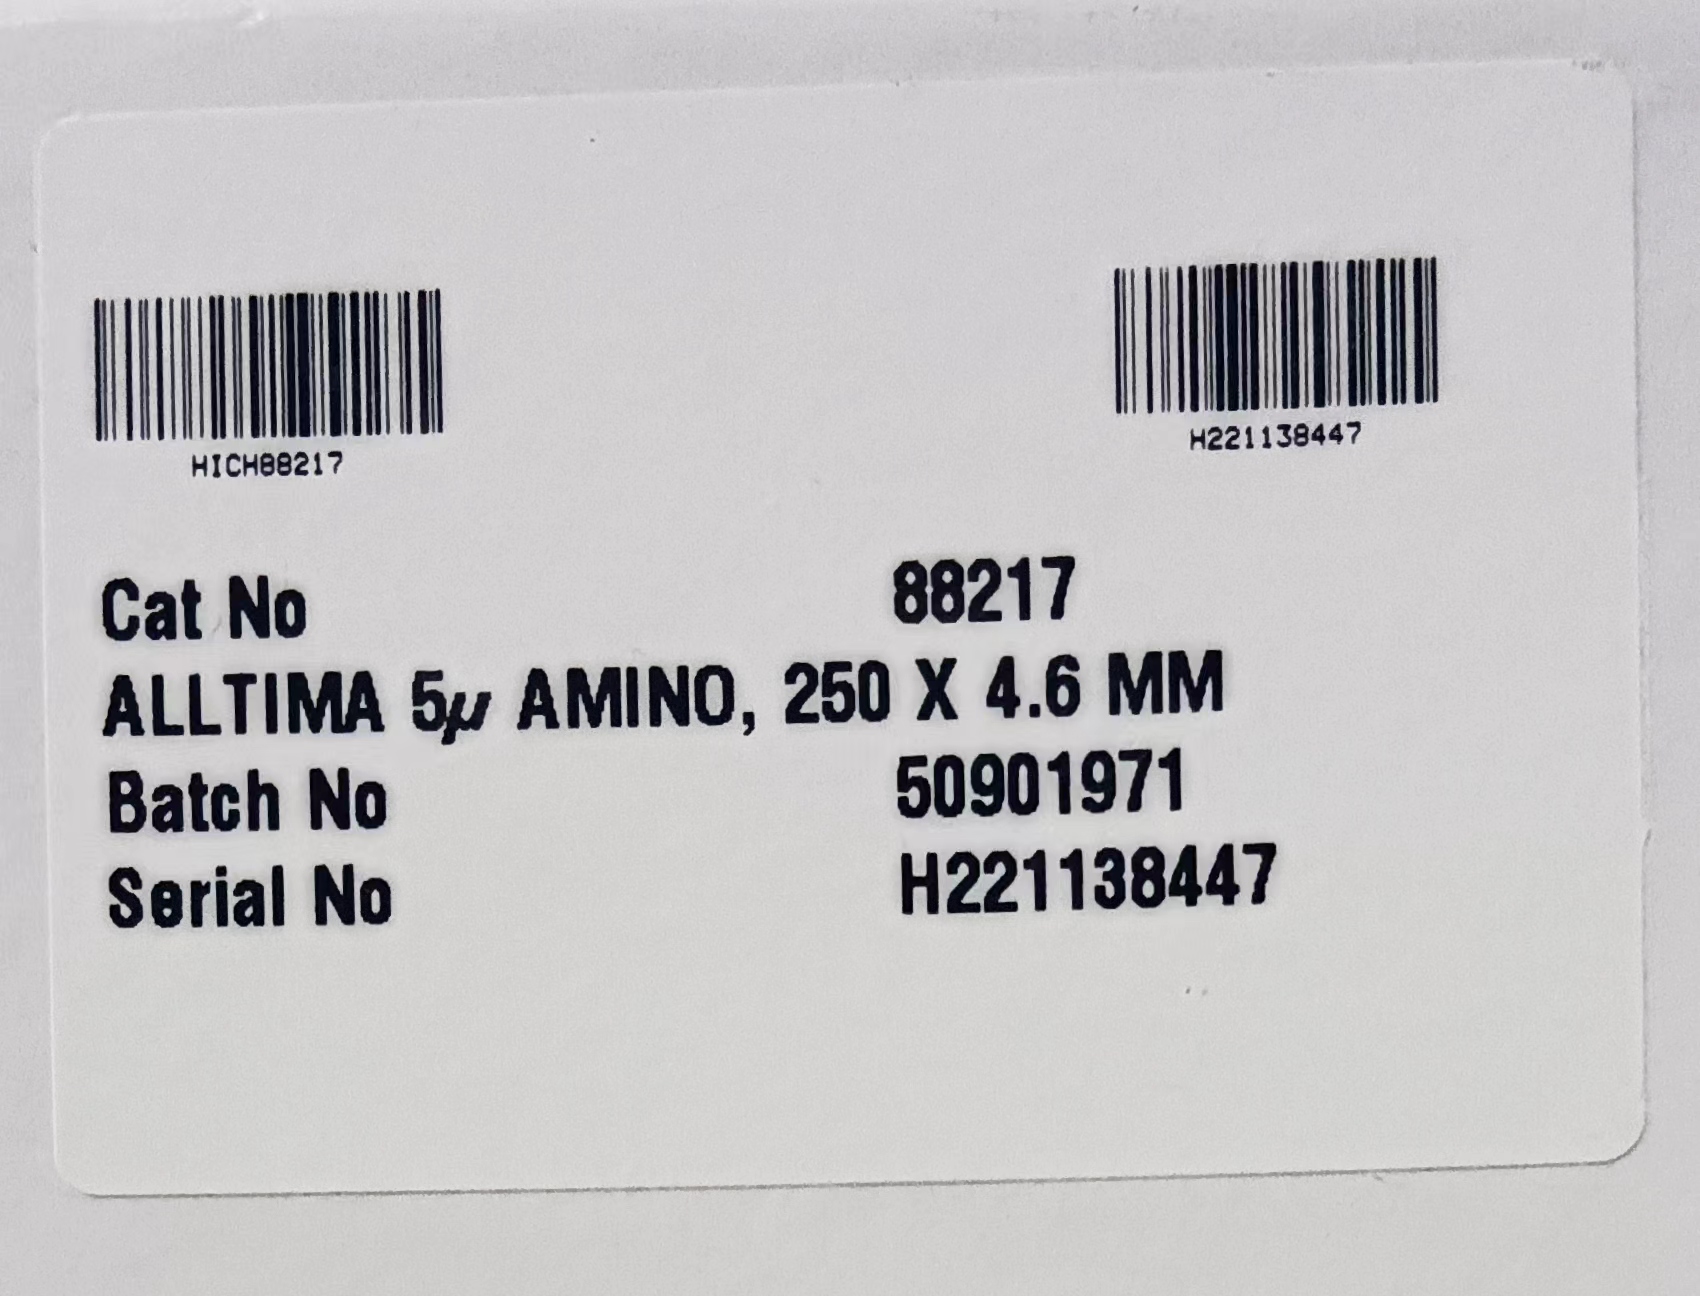 HICH88217
H221138447
Cat No 88217
ALLTIMA 5µ AMINO, 250 X 4.6 MM
Batch No 50901971
Serial No H221138447